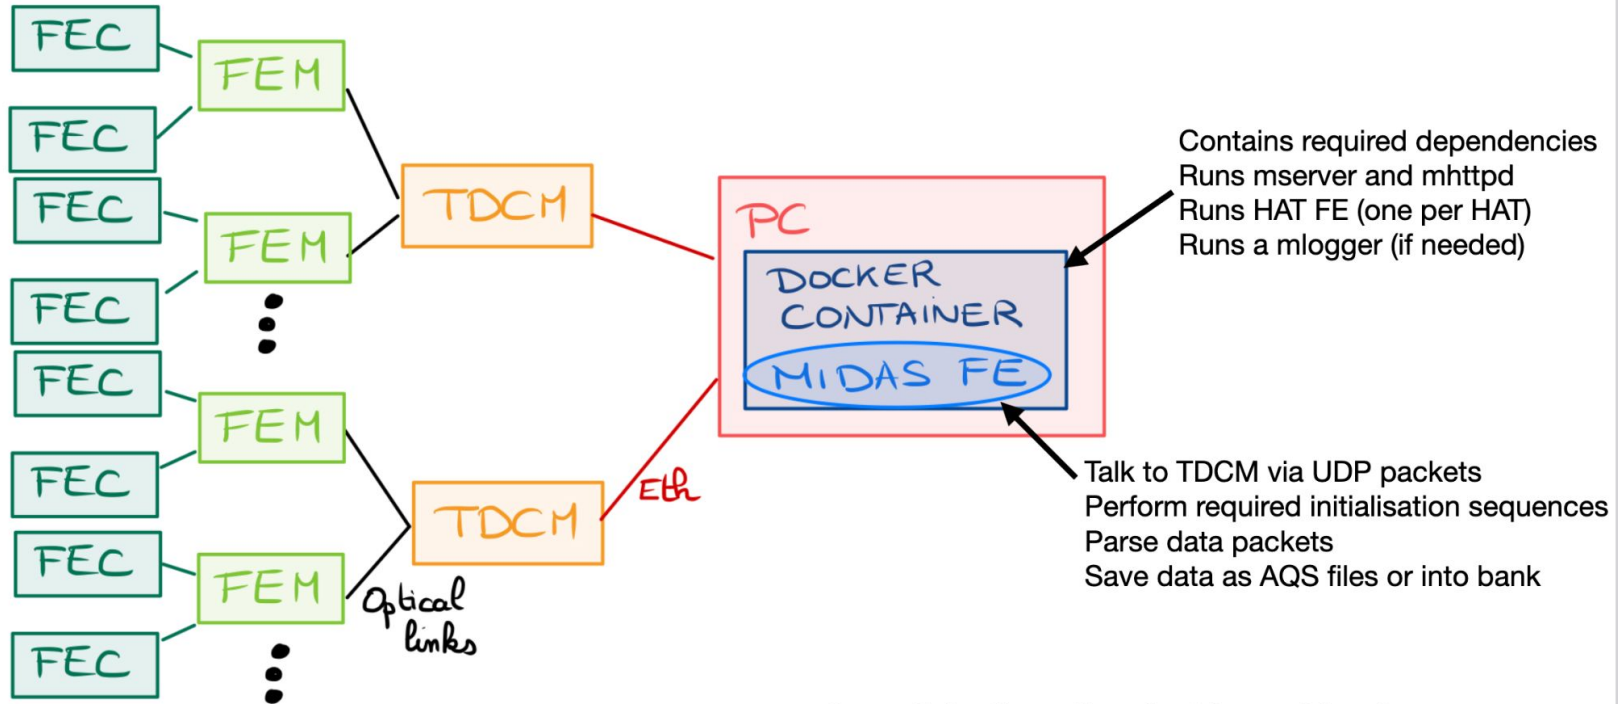 FEC
FEM
FEC
FEC
FEM
FEC
TDCM
PC
DOCKER
CONTAINER
MIDAS FE
Contains required dependencies
Runs mserver and mhttpd
Runs HAT FE (one per HAT)
Runs a mlogger (if needed)
FEC
FEM
FEC
TDCM
Eth
FEC
FEM
FEC
Optical
links
Talk to TDCM via UDP packets
Perform required initialisation sequences
Parse data packets
Save data as AQS files or into bank